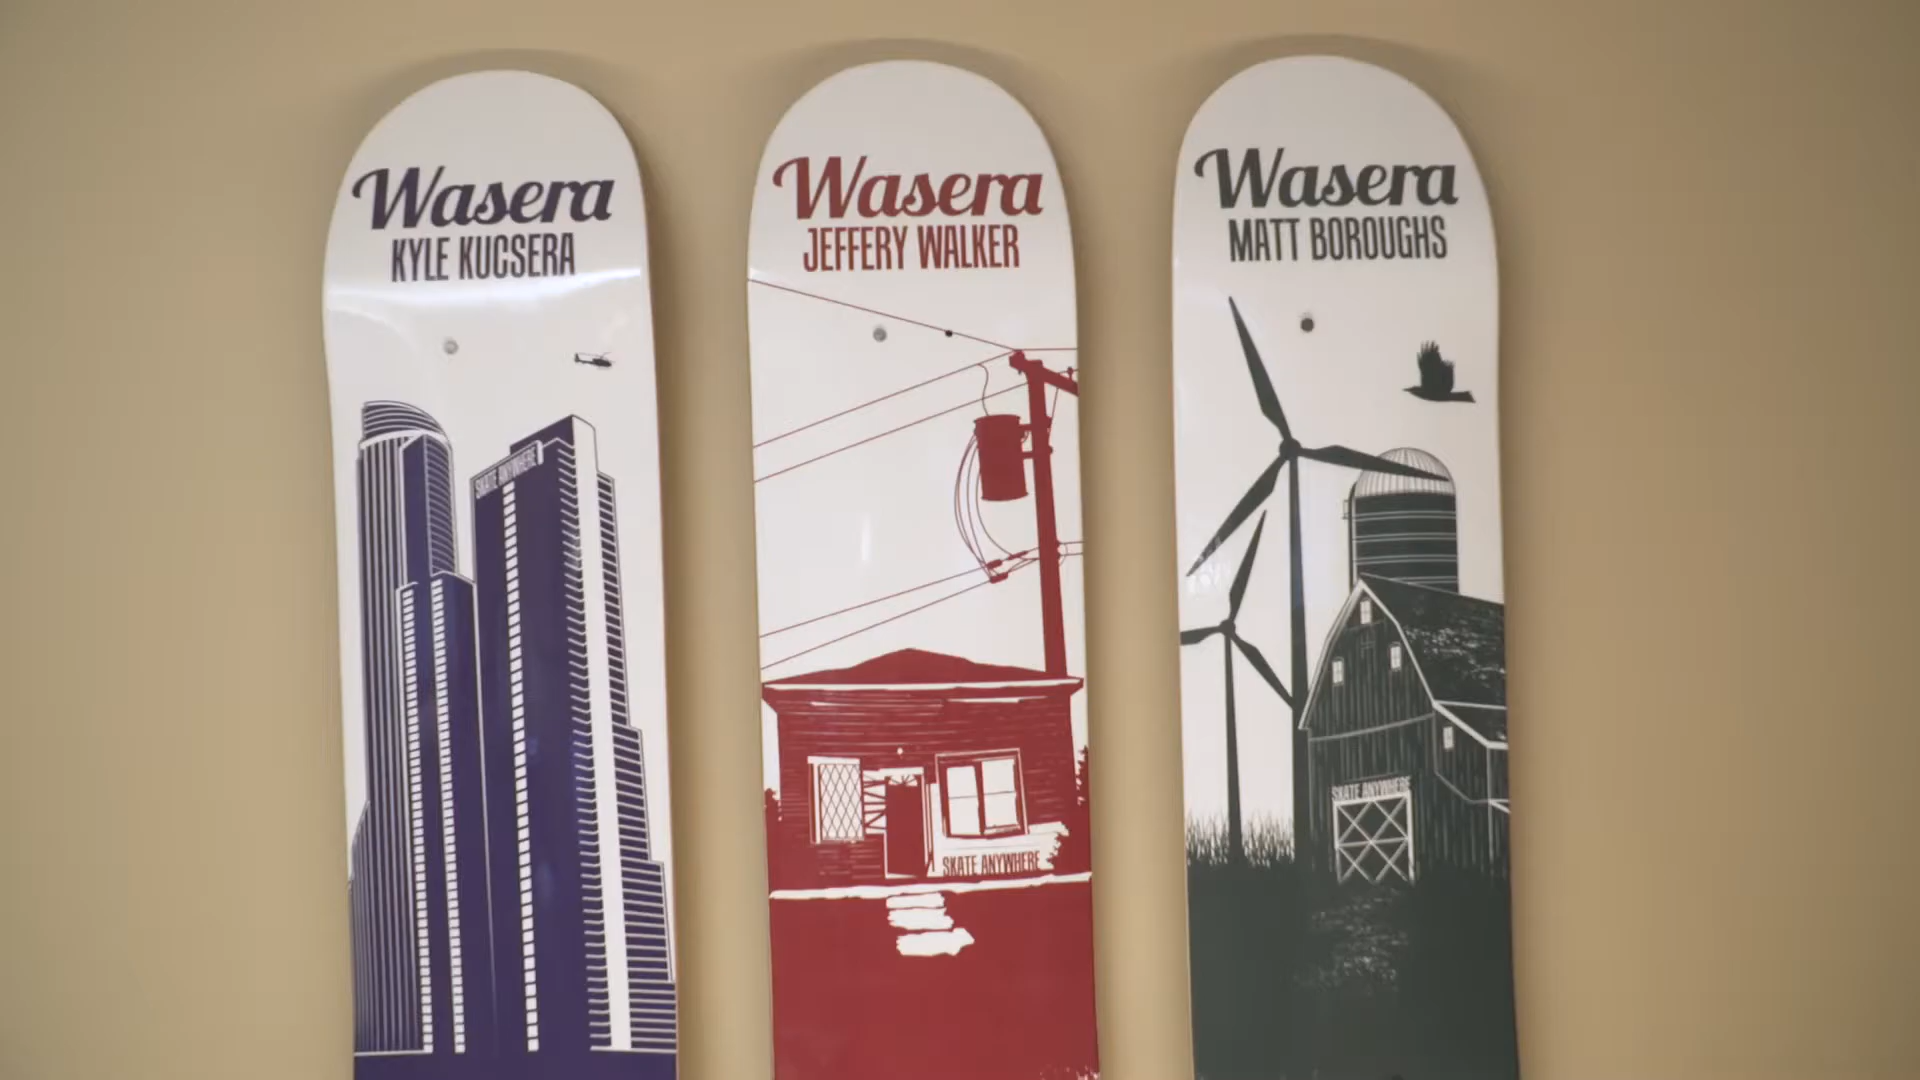 Wasera
KYLE KUCSERA
SKATE ANYWHERE
Wasera
JEFFERY WALKER
SKATE ANYWHERE
Wasera
MATT BOROUGHS
SKATE ANYWHERE